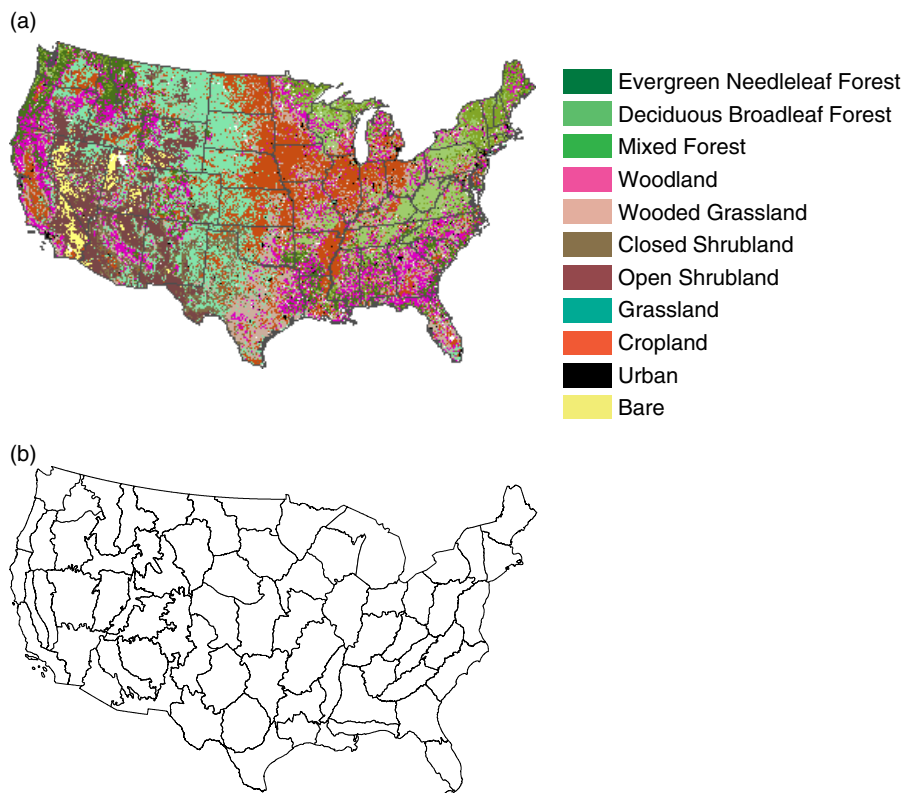 (a)
Evergreen Needleleaf Forest
Deciduous Broadleaf Forest
Mixed Forest
Woodland
Wooded Grassland
Closed Shrubland
Open Shrubland
Grassland
Cropland
Urban
Bare
(b)